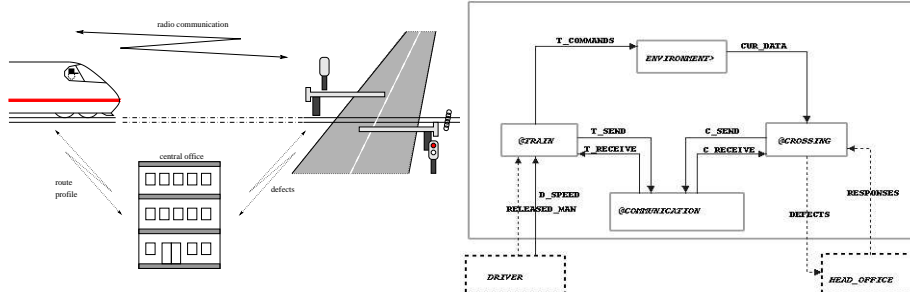 radio communication
central office
route
profile
defects
T_COMMANDS
ENVIRONMENT>
CUR_DATA
@TRAIN
T_SEND
T_RECEIVE
C_SEND
C_RECEIVE
@CROSSING
D_SPEED
RELEASED_MAN
@COMMUNICATION
RESPONSES
DEFECTS
DRIVER
HEAD_OFFICE